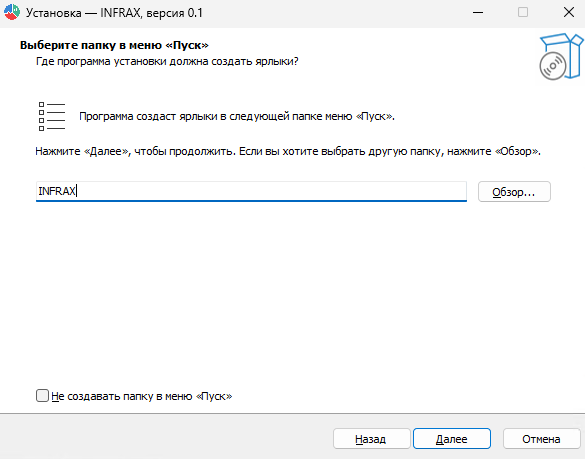 Установка — INFRAX, версия 0.1
Выберите папку в меню «Пуск»
Где программа установки должна создать ярлыки?
Программа создаст ярлыки в следующей папке меню «Пуск».
Нажмите «Далее», чтобы продолжить. Если вы хотите выбрать другую папку, нажмите «Обзор».
INFRAX
Обзор...
Не создавать папку в меню «Пуск»
Назад
Далее
Отмена